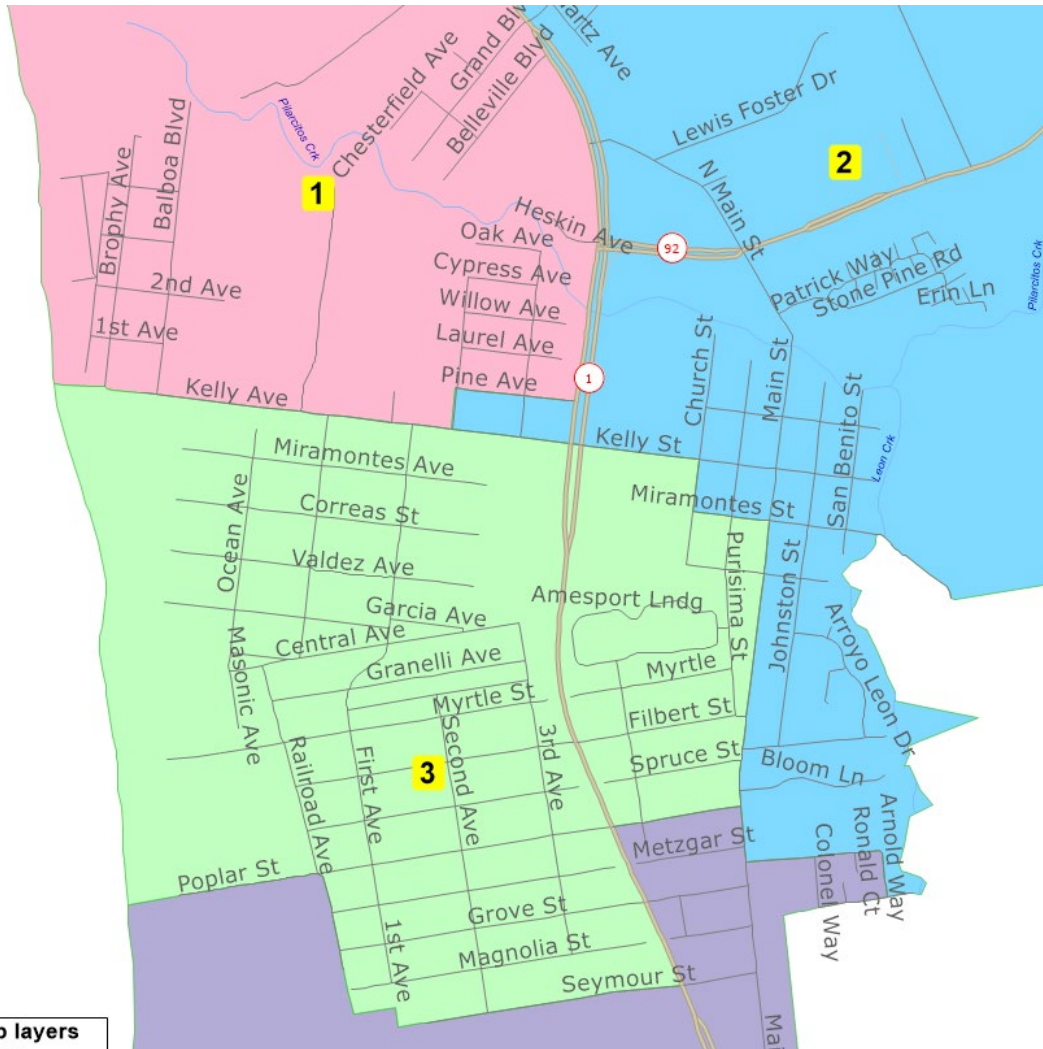 artz Ave
Grand Blv
Chesterfield Ave
Belleville Blvd
Lewis Foster Dr
Pilarcitos Crk
Balboa Blvd
2
1
N Main St
Brophy Ave
Heskin Ave
Oak Ave
92
Cypress Ave
Patrick Way
Stone Pine Rd
Pilarcitos Crk
2nd Ave
Willow Ave
Erin Ln
1st Ave
Laurel Ave
Church St
Main St
Pine Ave
1
Kelly Ave
San Benito St
Kelly St
Miramontes Ave
Leon Crk
Correas St
Miramontes St
Ocean Ave
Valdez Ave
Purisima St
Johnston St
Garcia Ave
Amesport Lndg
Central Ave
Masonic Ave
Granelli Ave
Myrtle
Arroyo Leon Dr
Myrtle St
Filbert St
Railroad Ave
First Ave
3
Second Ave
3rd Ave
Spruce St
Bloom Ln
Metzgar St
Colonel Way
Ronald Ct
Arnold Way
Poplar St
Grove St
1st Ave
Magnolia St
Seymour St
Mai
p layers